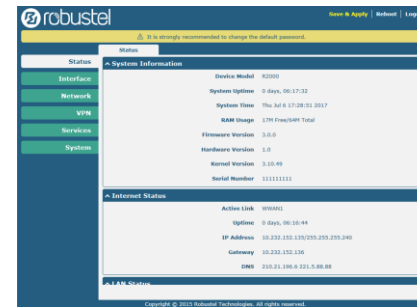 robustel
Save & Apply | Reboot | Log
It is strongly recommended to change the default password.
Status
Status
Interface
Network
VPN
Services
System
System Information
Device Model R2000
System Uptime 0 days, 06:17:32
System Time Thu Jul 6 17:28:51 2017
RAM Usage 17M Free/64M Total
Firmware Version 3.0.0
Hardware Version 1.0
Kernel Version 3.10.49
Serial Number 111111111
Internet Status
Active Link WWAN1
Uptime 0 days, 06:16:44
IP Address 10.232.152.135/255.255.255.240
Gateway 10.232.152.136
DNS 210.21.196.6 221.5.88.88
LAN Status
Copyright © 2015 Robustel Technologies. All rights reserved.